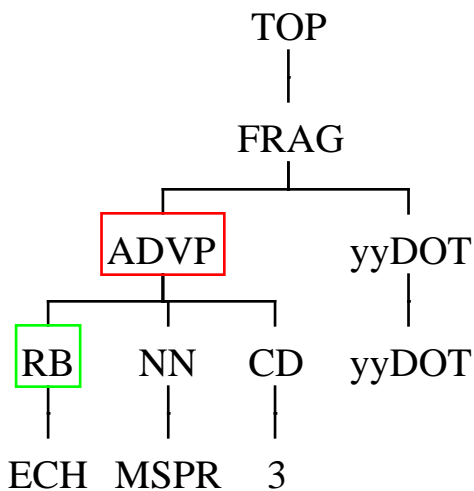 TOP
FRAG
ADVP yyDOT
RB NN CD yyDOT
ECH MSPR 3